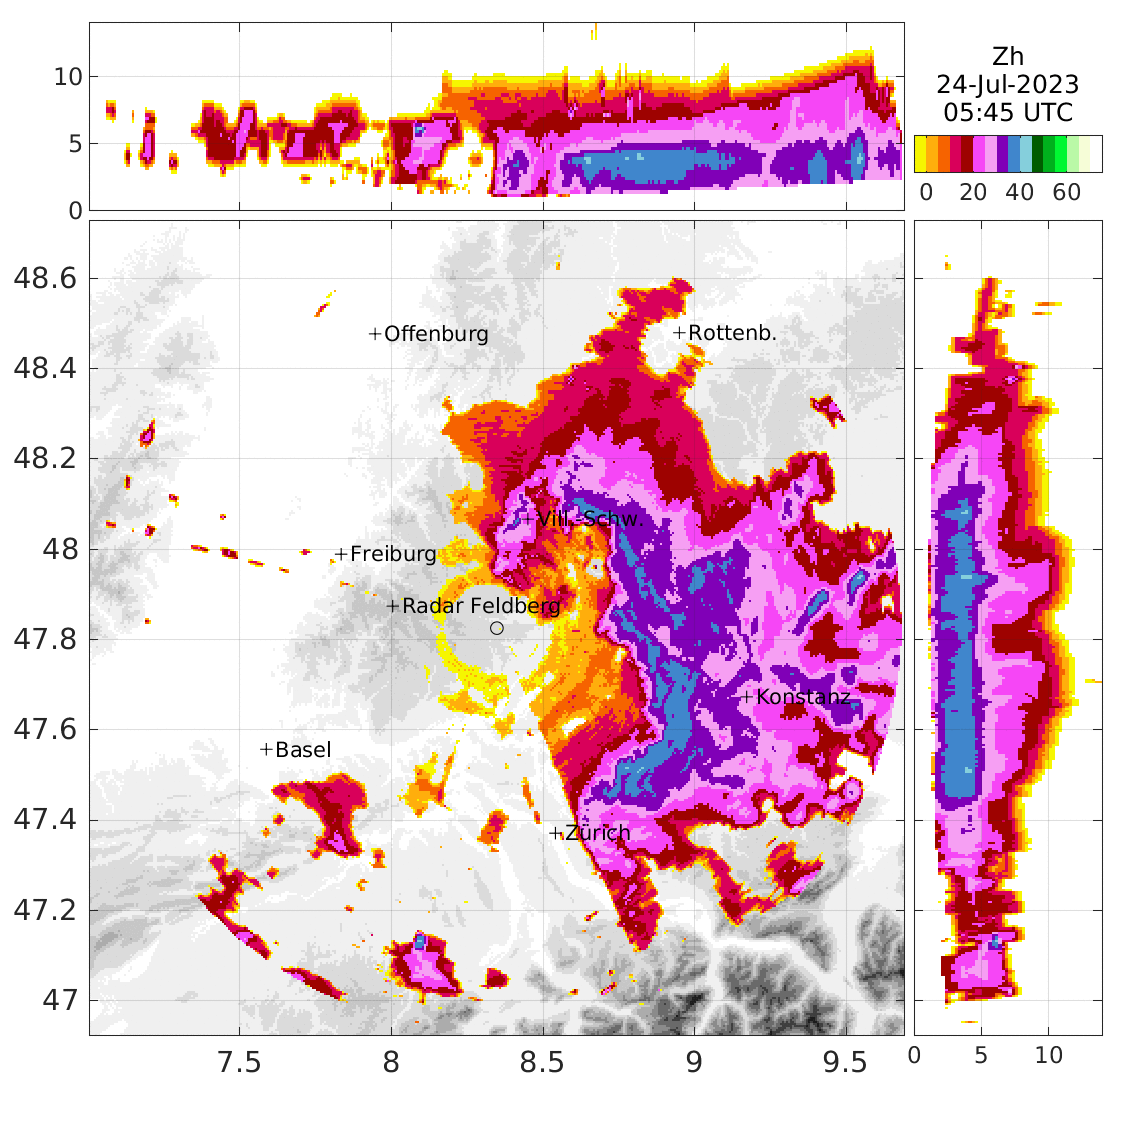 10
5
0
Zh
24-Jul-2023
05:45 UTC
0 20 40 60
48.6
48.4
48.2
48
47.8
47.6
47.4
47.2
47
+Offenburg
+Rottenb.
+Vill.-Schw.
+Freiburg
+Radar Feldberg
+Konstanz
+Basel
+Zürich
7.5 8 8.5 9 9.5
0 5 10